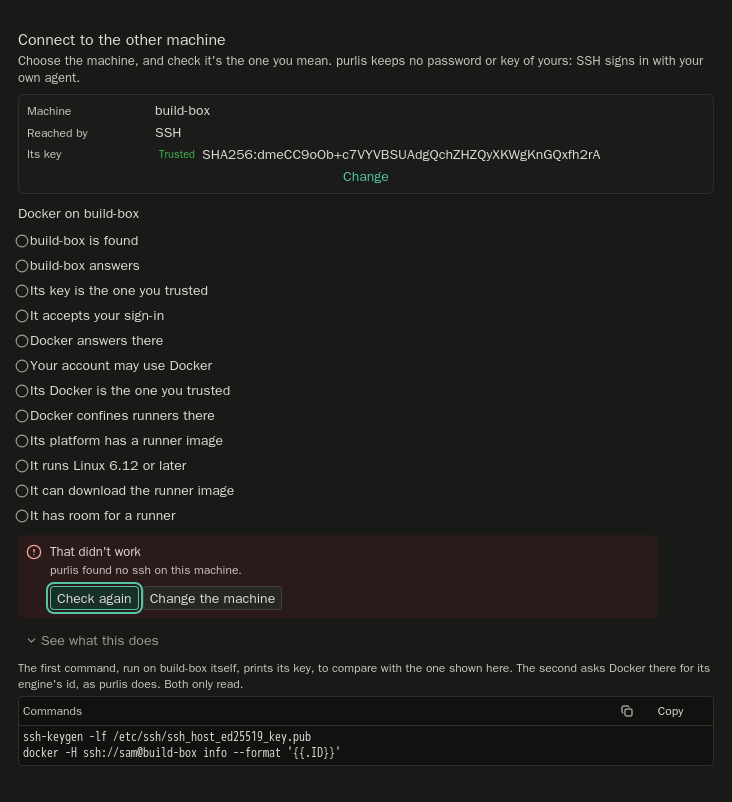 Connect to the other machine
Choose the machine, and check it's the one you mean. purlis keeps no password or key of yours: SSH signs in with your
own agent.
Machine build-box
Reached by SSH
Its key Trusted SHA256:dmeCC9oOb+c7VYVBSUAdgQchZHZQyXKWgKnGQxfh2rA
Change
Docker on build-box
build-box is found
build-box answers
Its key is the one you trusted
It accepts your sign-in
Docker answers there
Your account may use Docker
Its Docker is the one you trusted
Docker confines runners there
Its platform has a runner image
It runs Linux 6.12 or later
It can download the runner image
It has room for a runner
That didn't work
purlis found no ssh on this machine.
Check again Change the machine
See what this does
The first command, run on build-box itself, prints its key, to compare with the one shown here. The second asks Docker there for its
engine's id, as purlis does. Both only read.
Commands Copy
ssh-keygen -lf /etc/ssh/ssh_host_ed25519_key.pub
docker -H ssh://sam@build-box info --format '{{.ID}}'